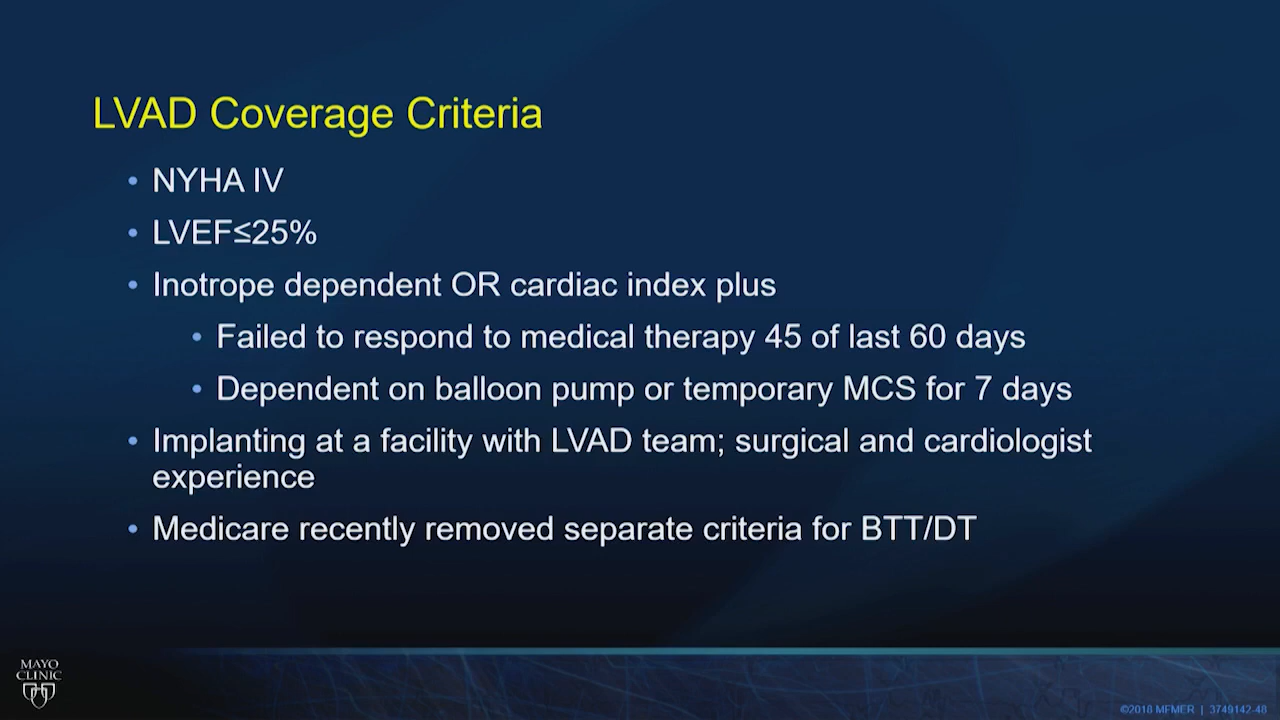 LVAD Coverage Criteria
• NYHA IV
• LVEF≤25%
• Inotrope dependent OR cardiac index plus
• Failed to respond to medical therapy 45 of last 60 days
• Dependent on balloon pump or temporary MCS for 7 days
• Implanting at a facility with LVAD team; surgical and cardiologist
experience
• Medicare recently removed separate criteria for BTT/DT
MAYO
CLINIC
©2018 MFMER | 3749142-48